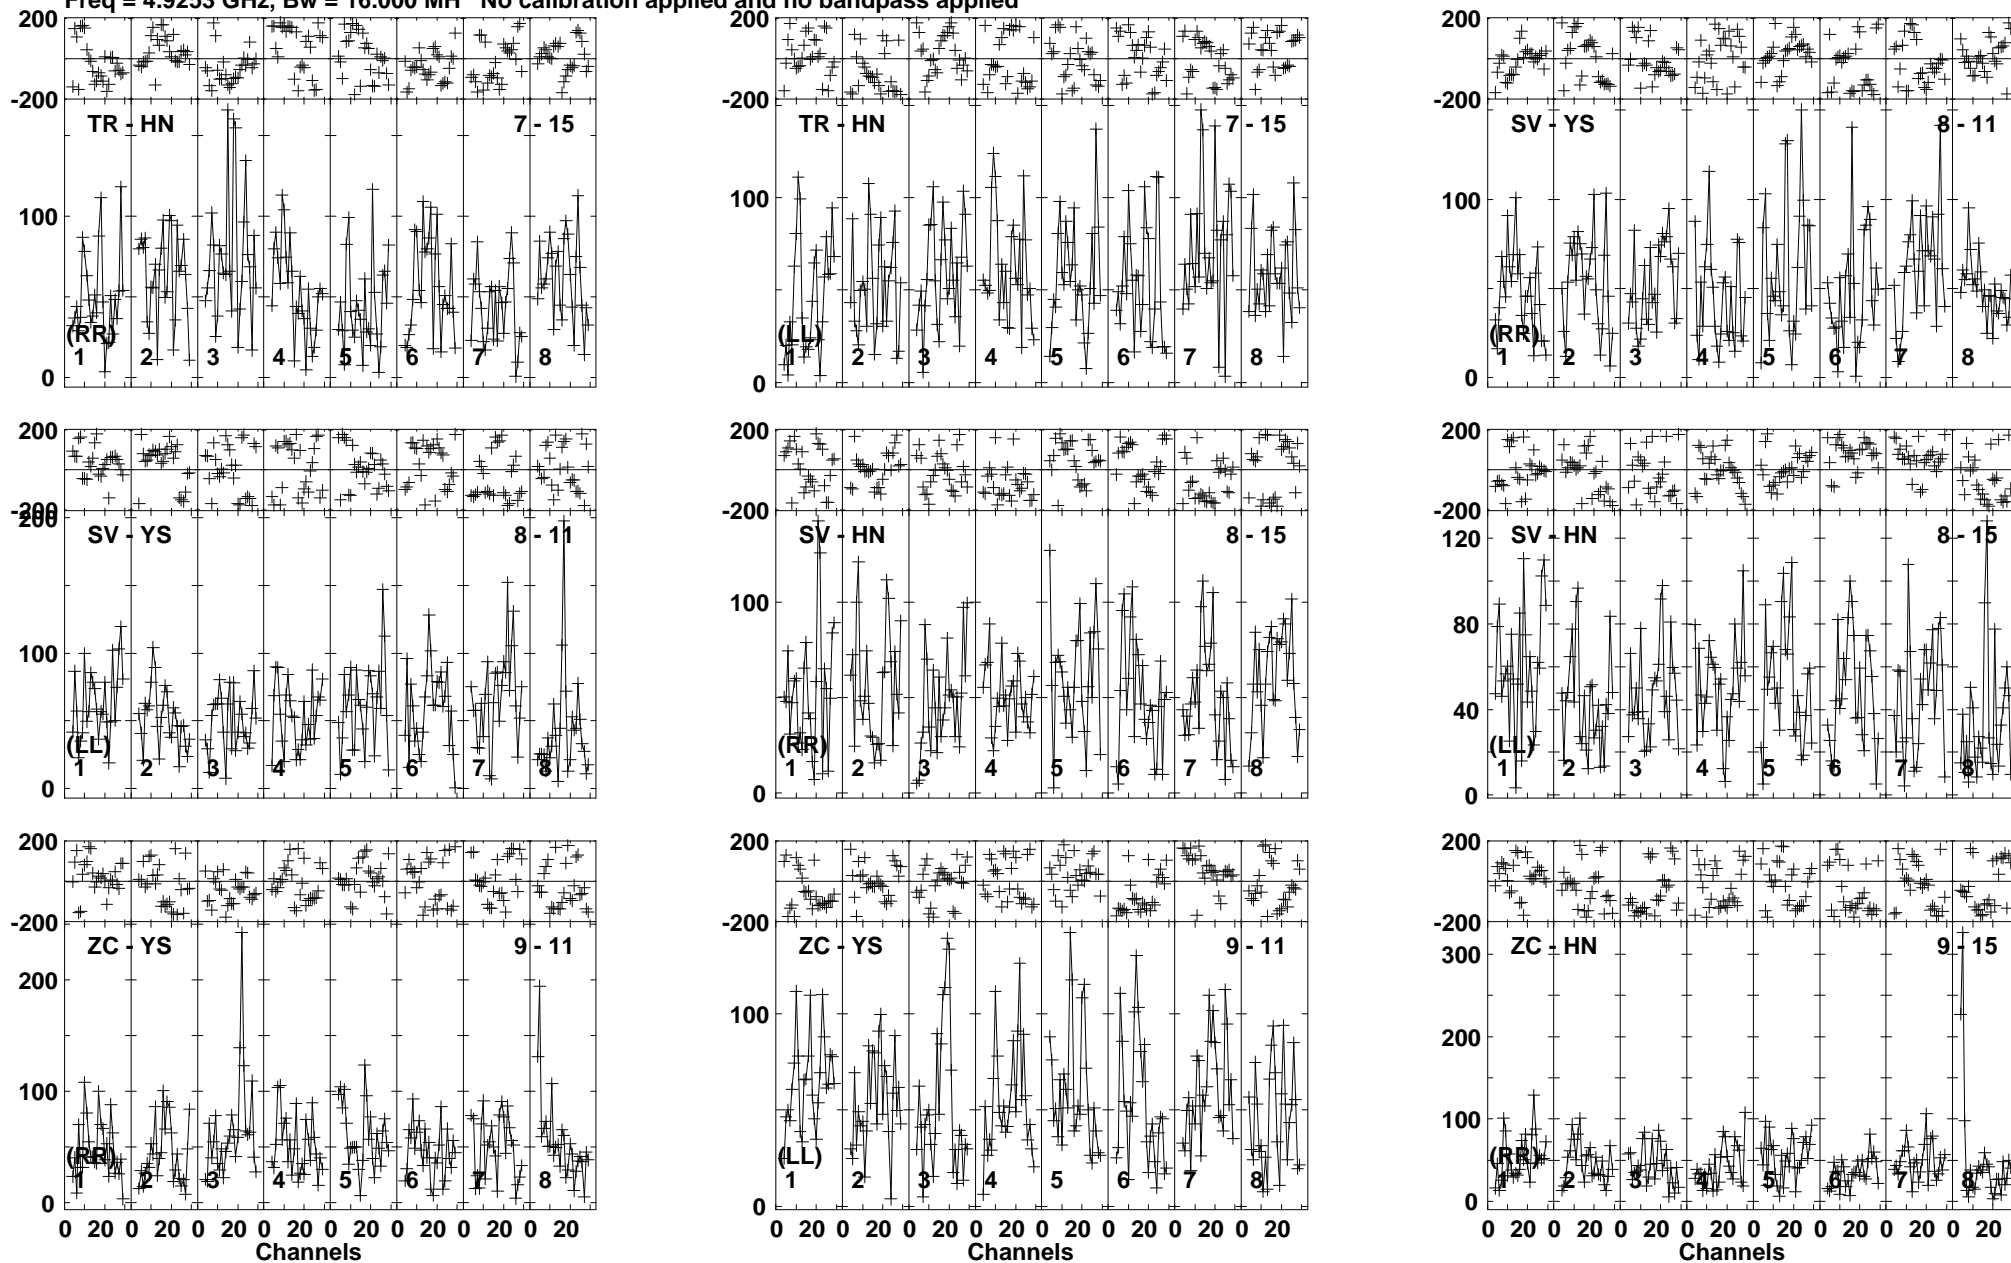 Freq = 4.9253 GHz, Bw = 16.000 MH No calibration applied and no bandpass applied
200 200 200
-200 -200 -200
TR - HN 7 - 15 TR - HN 7 - 15 SV - YS 8 - 11
100 100 100
(RR) (LL) (RR)
1 2 3 4 5 6 7 8 1 2 3 4 5 6 7 8 1 2 3 4 5 6 7 8
0 0 0
200 200 200
-200 -200 -200
200
SV - YS 8 - 11 SV - HN 8 - 15 SV - HN 8 - 15
120
100 100 80
40
(LL) (RR) (LL)
1 2 3 4 5 6 7 8 1 2 3 4 5 6 7 8 1 2 3 4 5 6 7 8
0 0 0
200 200 200
-200 -200 -200
ZC - YS 9 - 11 ZC - YS 9 - 11 ZC - HN 9 - 15
300
200 200
100 100 100
(RR) (LL) (RR)
1 2 3 4 5 6 7 8 1 2 3 4 5 6 7 8 1 2 3 4 5 6 7 8
0 0 0
0 20 0 20 0 20 0 20 0 20 0 20 0 20 0 20 0 20 0 20 0 20 0 20 0 20 0 20 0 20 0 20 0 20 0 20 0 20 0 20 0 20 0 20 0 20 0 20
Channels Channels Channels